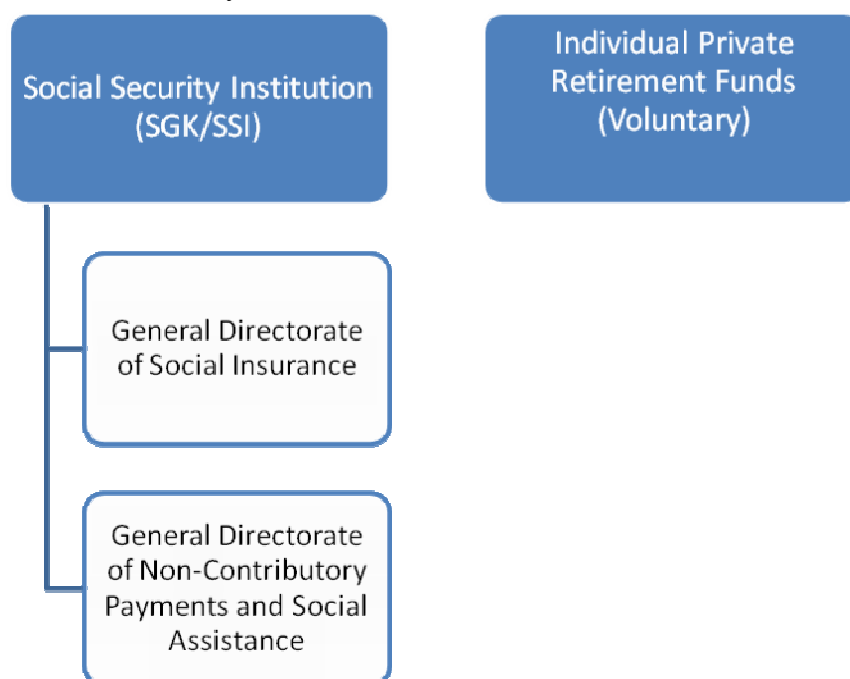 Social Security Institution
(SGK/SSI)
Individual Private
Retirement Funds
(Voluntary)
General Directorate
of Social Insurance
General Directorate
of Non-Contributory
Payments and Social
Assistance